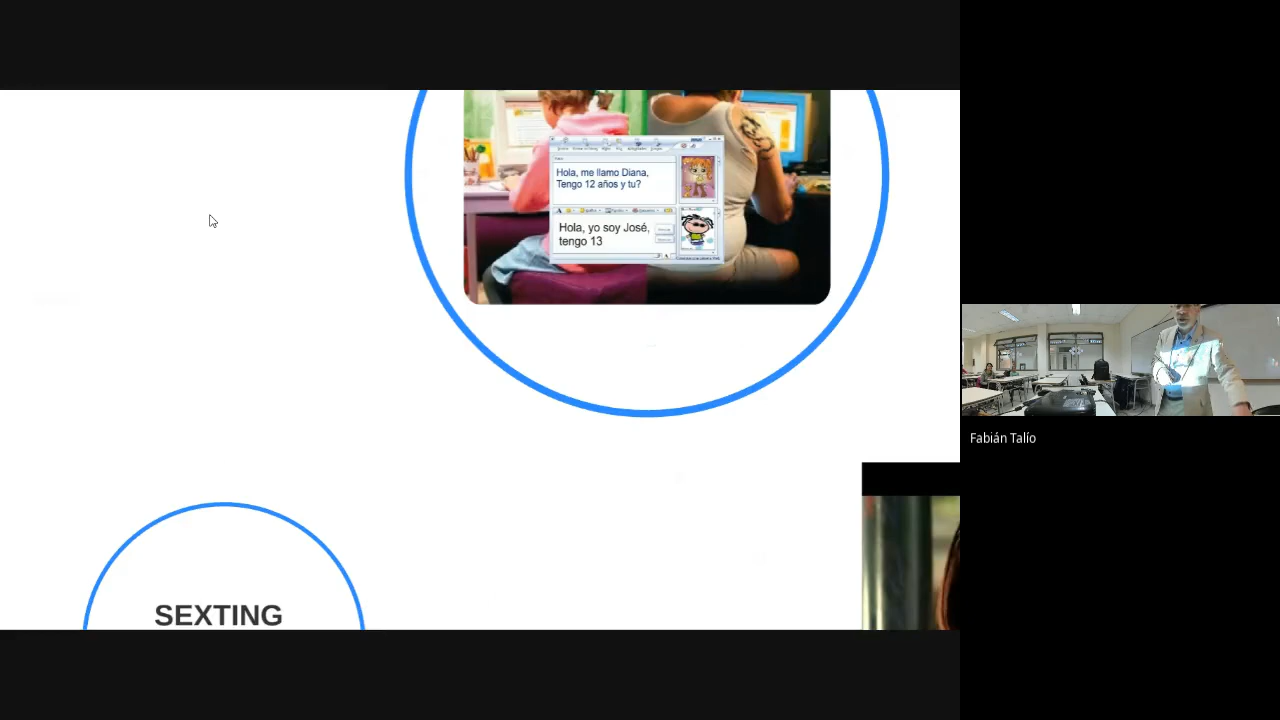 Hola, me llamo Diana,
Tengo 12 años y tu?
Hola, yo soy José,
tengo 13
Fabián Talío
SEXTING